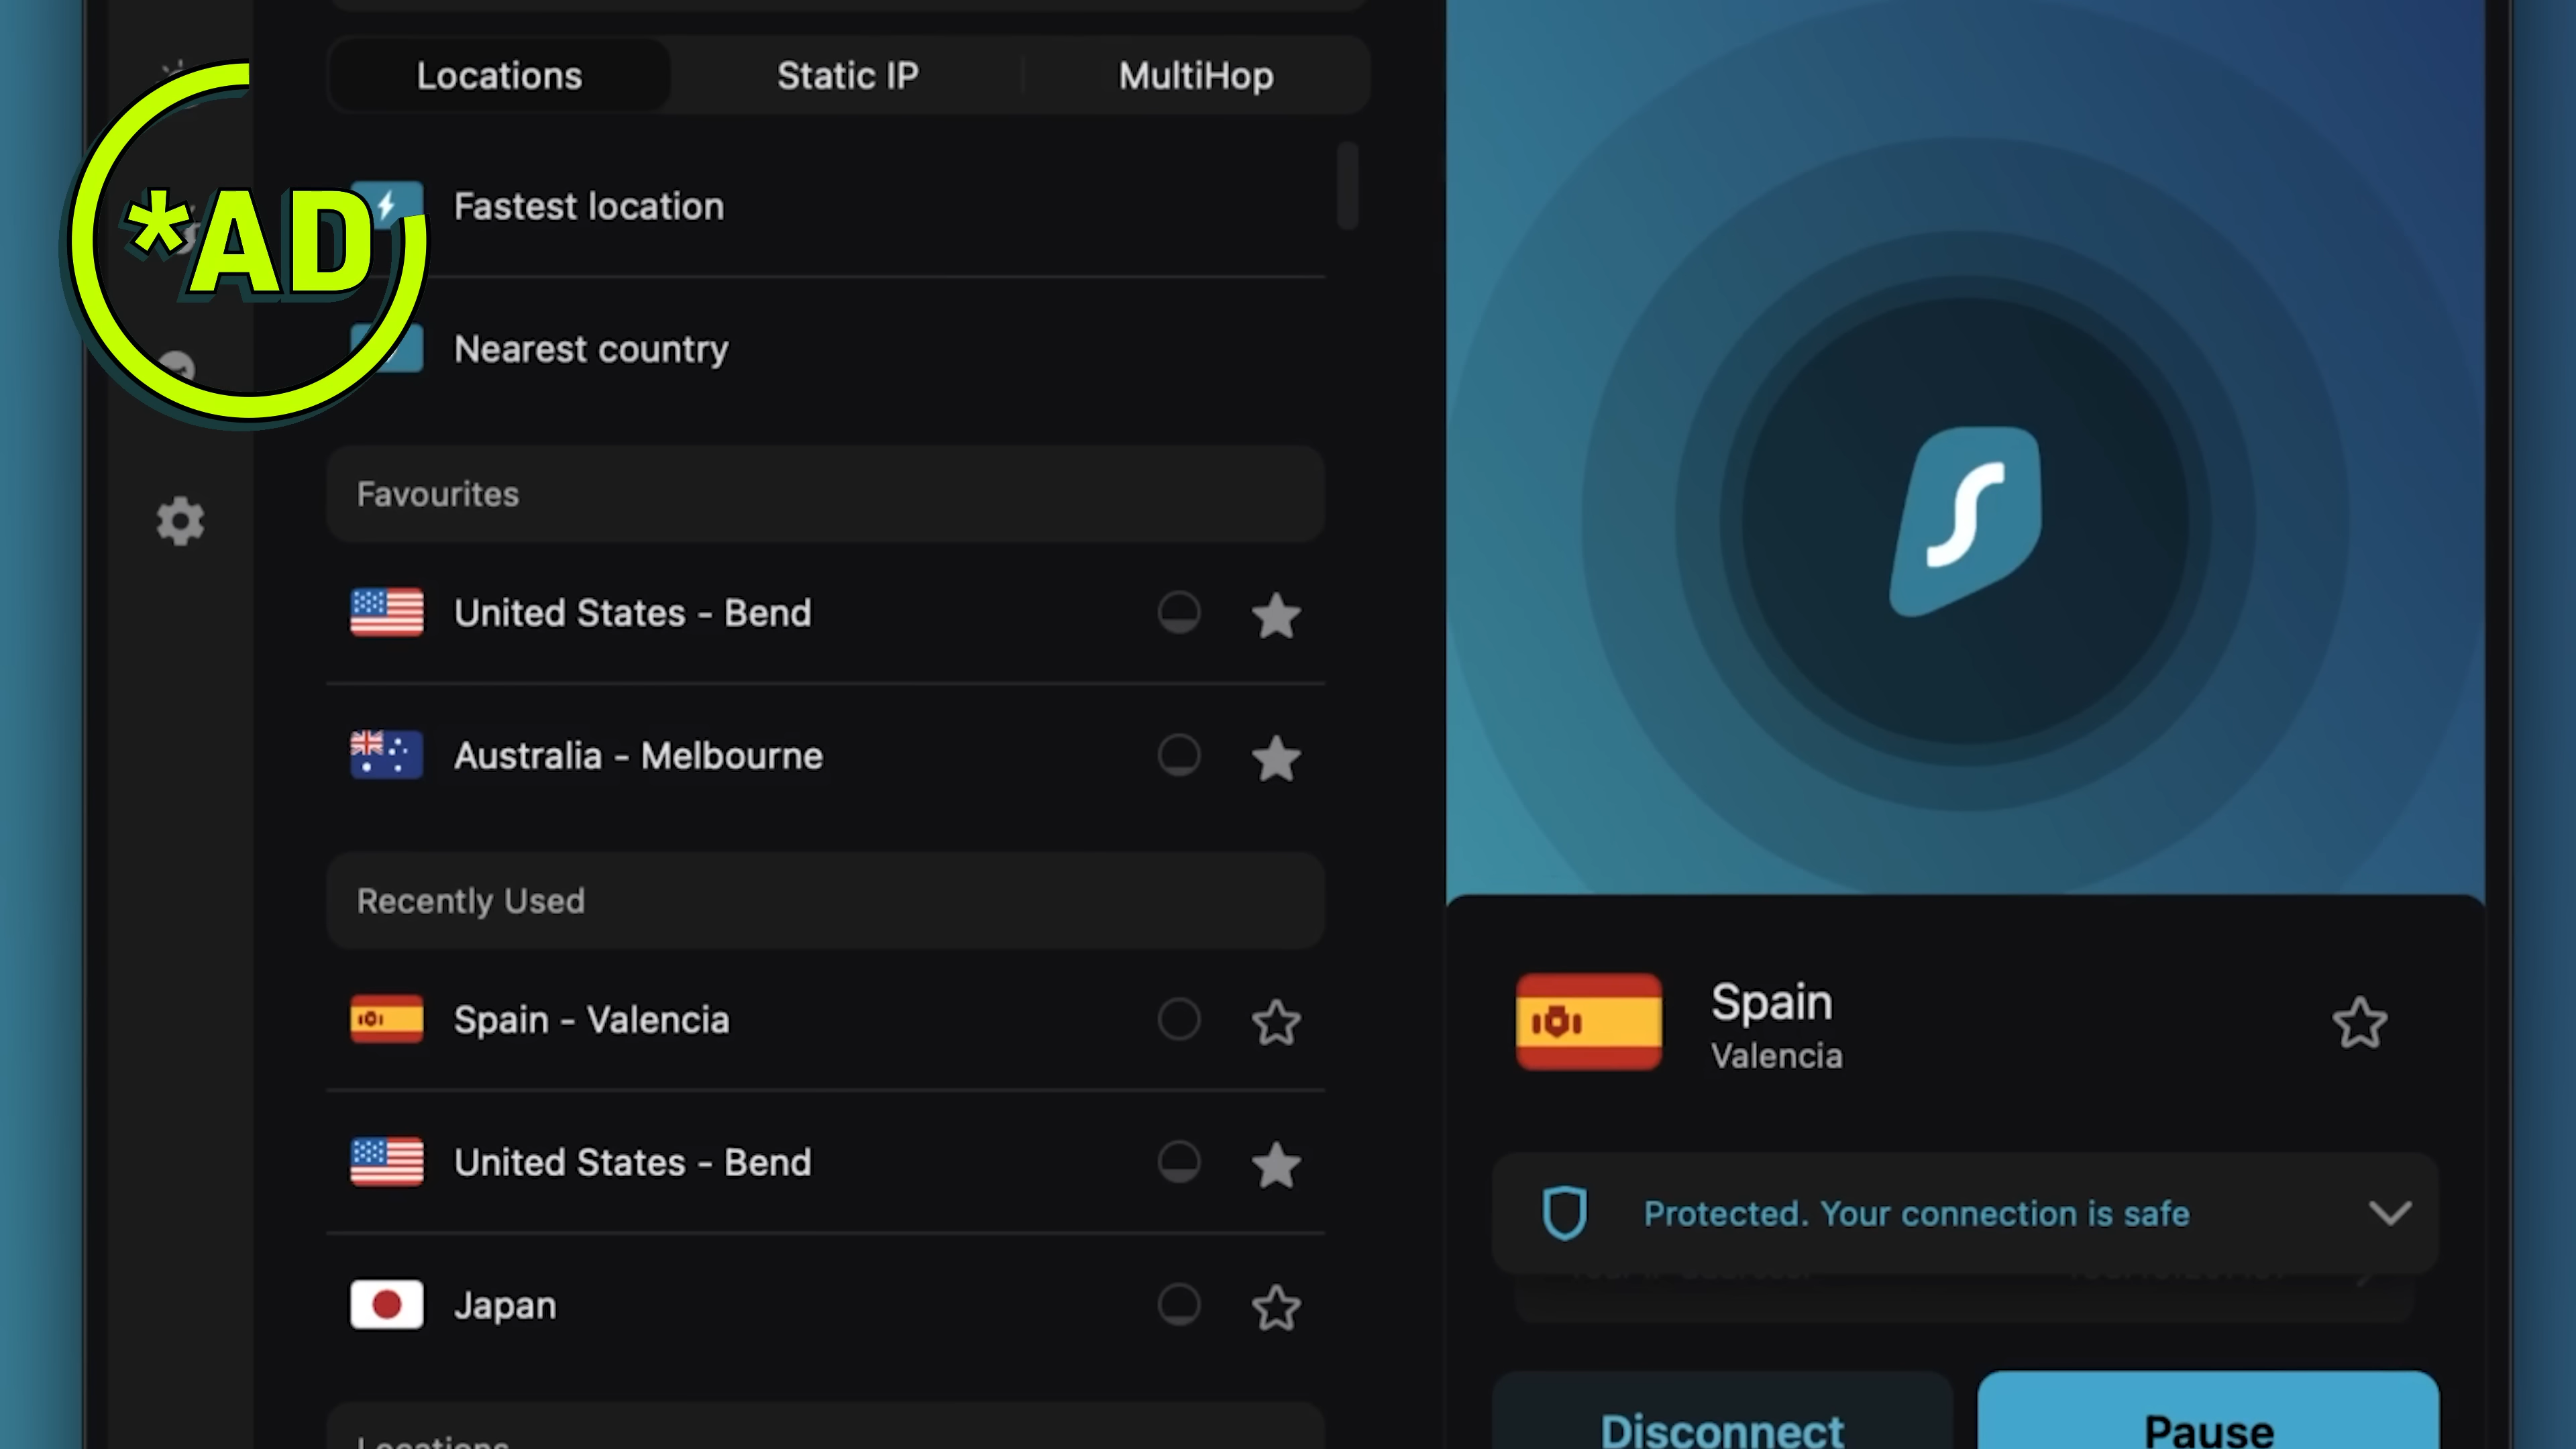 Locations Static IP MultiHop
*AD
Fastest location
Nearest country
Favourites
United States - Bend
Australia - Melbourne
Recently Used
Spain - Valencia
United States - Bend
Japan
Locations
Spain
Valencia
Protected. Your connection is safe
Disconnect Pause